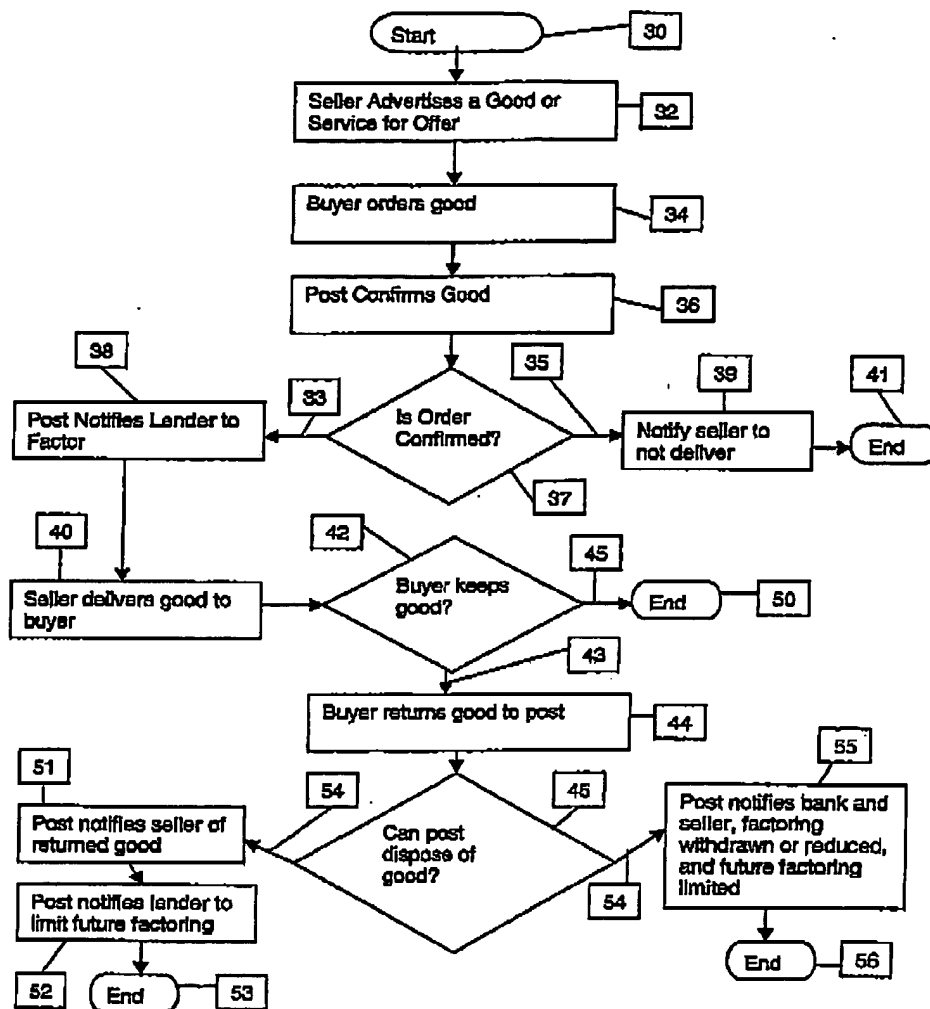 Start
30
Seller Advertises a Good or
Service for Offer
32
Buyer orders good
34
Post Confirms Good
36
38
33
35
39
41
Post Notifies Lender to
Factor
Is Order
Confirmed?
Notify seller to
not deliver
End
37
40
42
45
Seller delivers good to
buyer
Buyer keeps
good?
End
50
43
Buyer returns good to post
44
51
54
45
55
Post notifies seller of
returned good
Can post
dispose of
good?
Post notifies bank and
seller, factoring
withdrawn or reduced,
and future factoring
limited
54
Post notifies lender to
limit future factoring
52
End
53
End
56